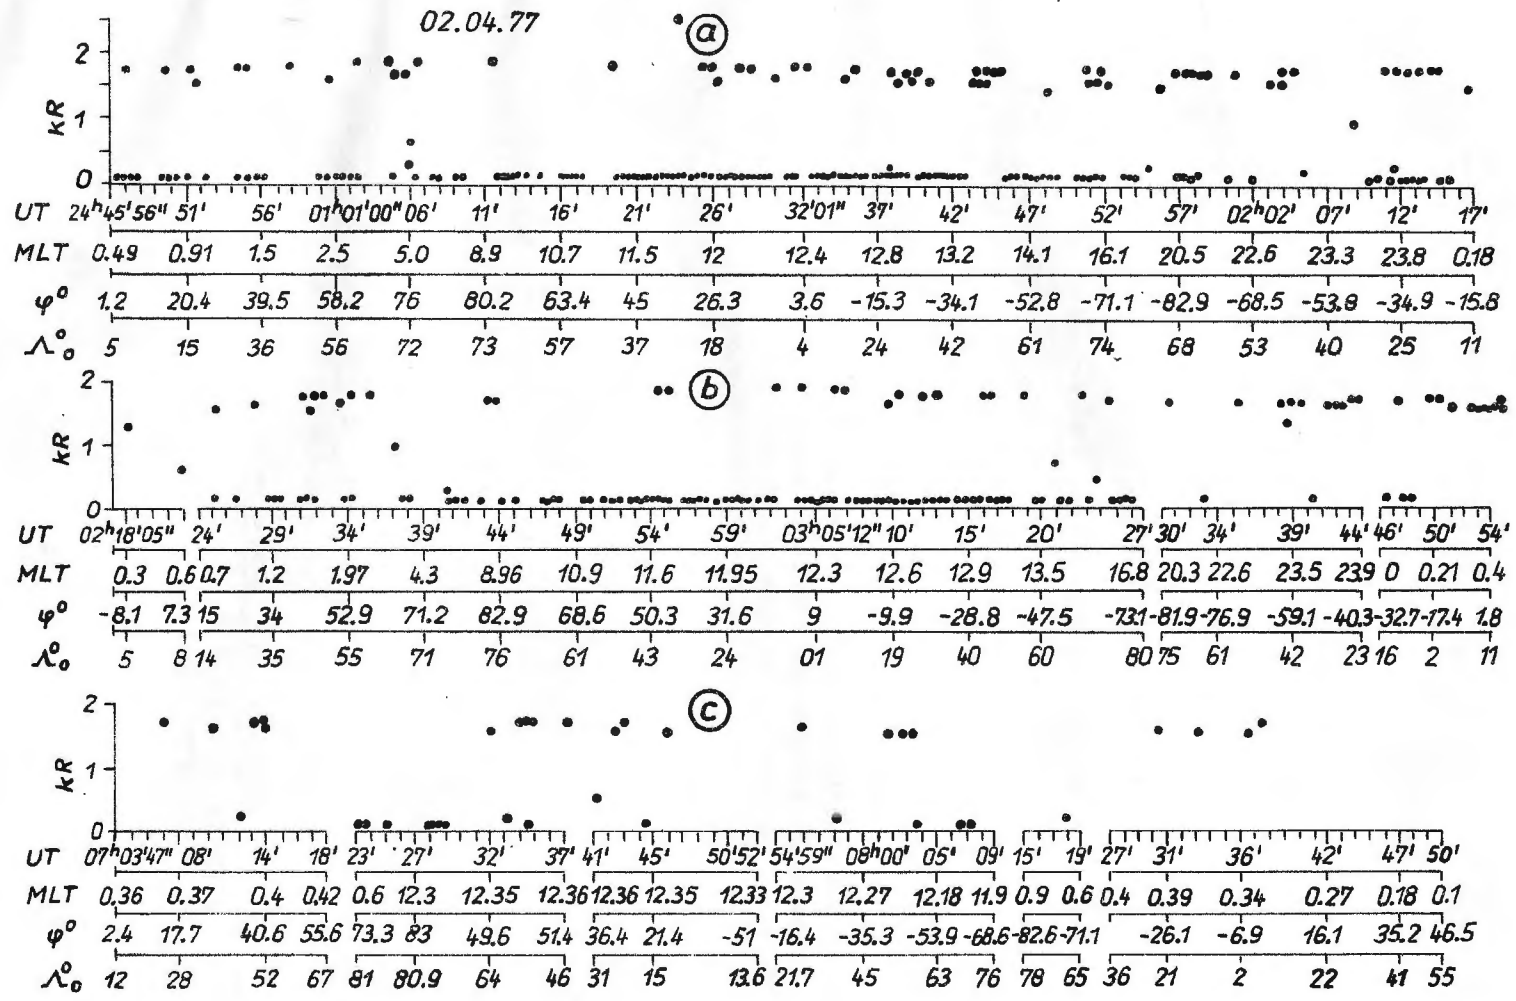 02.04.77
a
2
kR
1
0
UT 24ʰ45'56" 51' 56' 01ʰ01'00" 06' 11' 16' 21' 26' 32'01" 37' 42' 47' 52' 57' 02ʰ02' 07' 12' 17'
MLT 0.49 0.91 1.5 2.5 5.0 8.9 10.7 11.5 12 12.4 12.8 13.2 14.1 16.1 20.5 22.6 23.3 23.8 0.18
φ° 1.2 20.4 39.5 58.2 76 80.2 63.4 45 26.3 3.6 -15.3 -34.1 -52.8 -71.1 -82.9 -68.5 -53.8 -34.9 -15.8
Λ°₀ 5 15 36 56 72 73 57 37 18 4 24 42 61 74 68 53 40 25 11
b
2
kR
1
0
UT 02ʰ18'05" 24' 29' 34' 39' 44' 49' 54' 59' 03ʰ05'12" 10' 15' 20' 27' 30' 34' 39' 44' 46' 50' 54'
MLT 0.3 0.6 0.7 1.2 1.97 4.3 8.96 10.9 11.6 11.95 12.3 12.6 12.9 13.5 16.8 20.3 22.6 23.5 23.9 0 0.21 0.4
φ° -8.1 7.3 15 34 52.9 71.2 82.9 68.6 50.3 31.6 9 -9.9 -28.8 -47.5 -73.1 -81.9 -76.9 -59.1 -40.3 -32.7 -17.4 1.8
Λ°₀ 5 8 14 35 55 71 76 61 43 24 01 19 40 60 80 75 61 42 23 16 2 11
c
2
kR
1
0
UT 07ʰ03'47" 08' 14' 18' 23' 27' 32' 37' 41' 45' 50' 52' 54'59" 08ʰ00' 05' 09' 15' 19' 27' 31' 36' 42' 47' 50'
MLT 0.36 0.37 0.4 0.42 0.6 12.3 12.35 12.36 12.36 12.35 12.33 12.3 12.27 12.18 11.9 0.9 0.6 0.4 0.39 0.34 0.27 0.18 0.1
φ° 2.4 17.7 40.6 55.6 73.3 83 49.6 51.4 36.4 21.4 -51 -16.4 -35.3 -53.9 -68.6 -82.6 -71.1 -26.1 -6.9 16.1 35.2 46.5
Λ°₀ 12 28 52 67 81 80.9 64 46 31 15 13.6 21.7 45 63 76 78 65 36 21 2 22 41 55